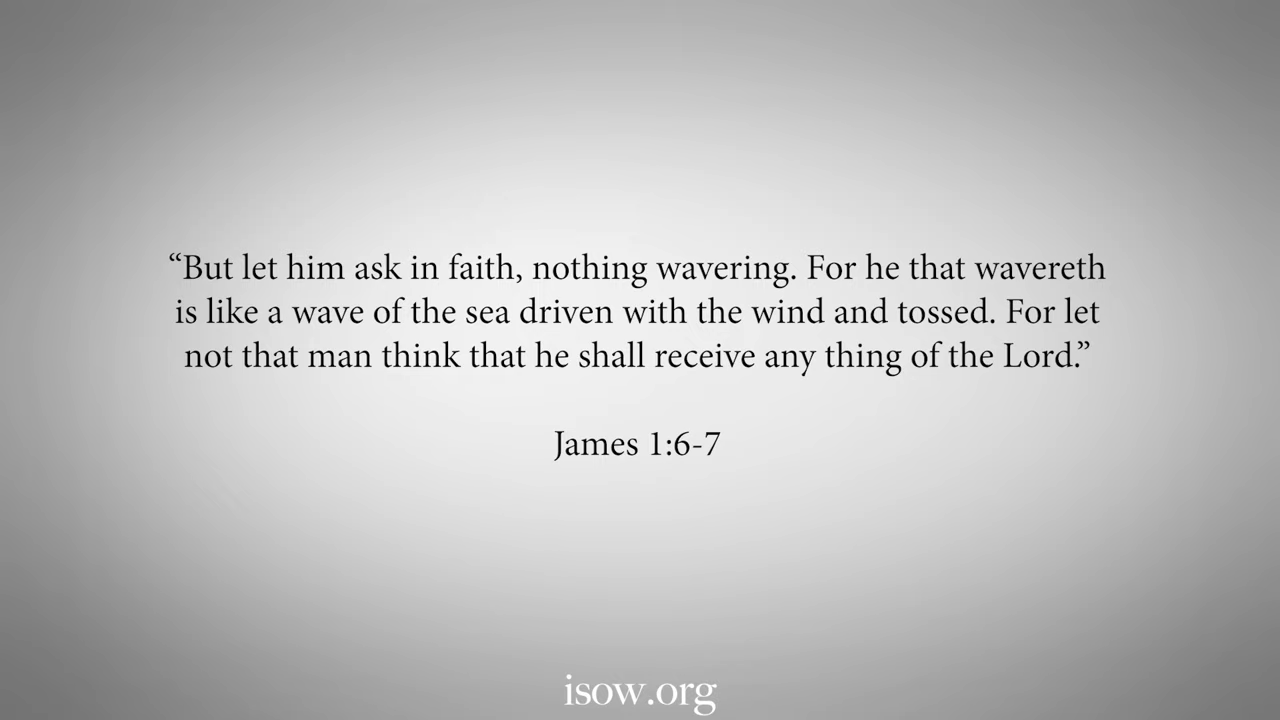 “But let him ask in faith, nothing wavering. For he that wavereth
is like a wave of the sea driven with the wind and tossed. For let
not that man think that he shall receive any thing of the Lord.”
James 1:6-7
isow.org